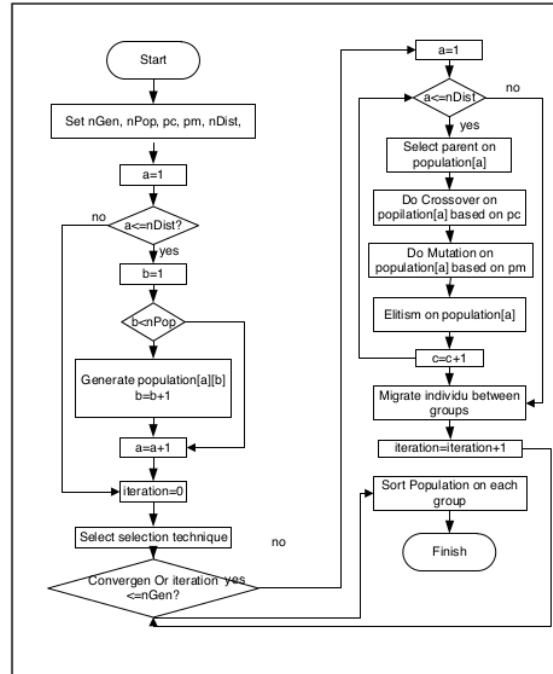 Start
Set nGen, nPop, pc, pm, nDist,
a=1
no
a<=nDist?
yes
b=1
b<nPop
Generate population[a][b]
b=b+1
a=a+1
iteration=0
Select selection technique
no
Convergen Or iteration
yes
<=nGen?
a=1
a<=nDist
no
yes
Select parent on
population[a]
Do Crossover on
popilation[a] based on pc
Do Mutation on
population[a] based on pm
Elitism on population[a]
c=c+1
Migrate individu between
groups
iteration=iteration+1
Sort Population on each
group
Finish